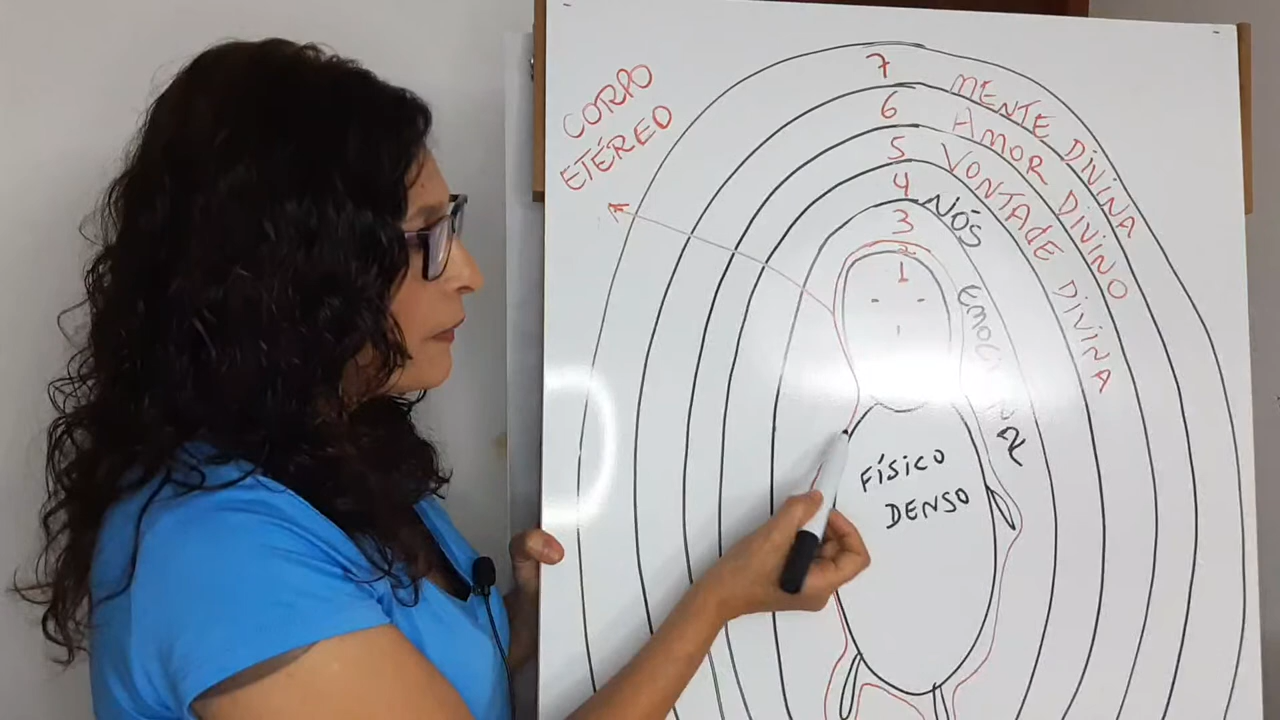 CORPO
ETÉREO
7 MENTE DIVINA
6 AMOR DIVINO
5 VONTADE DIVINA
4 NÓS
3
2
1
FÍSICO
DENSO